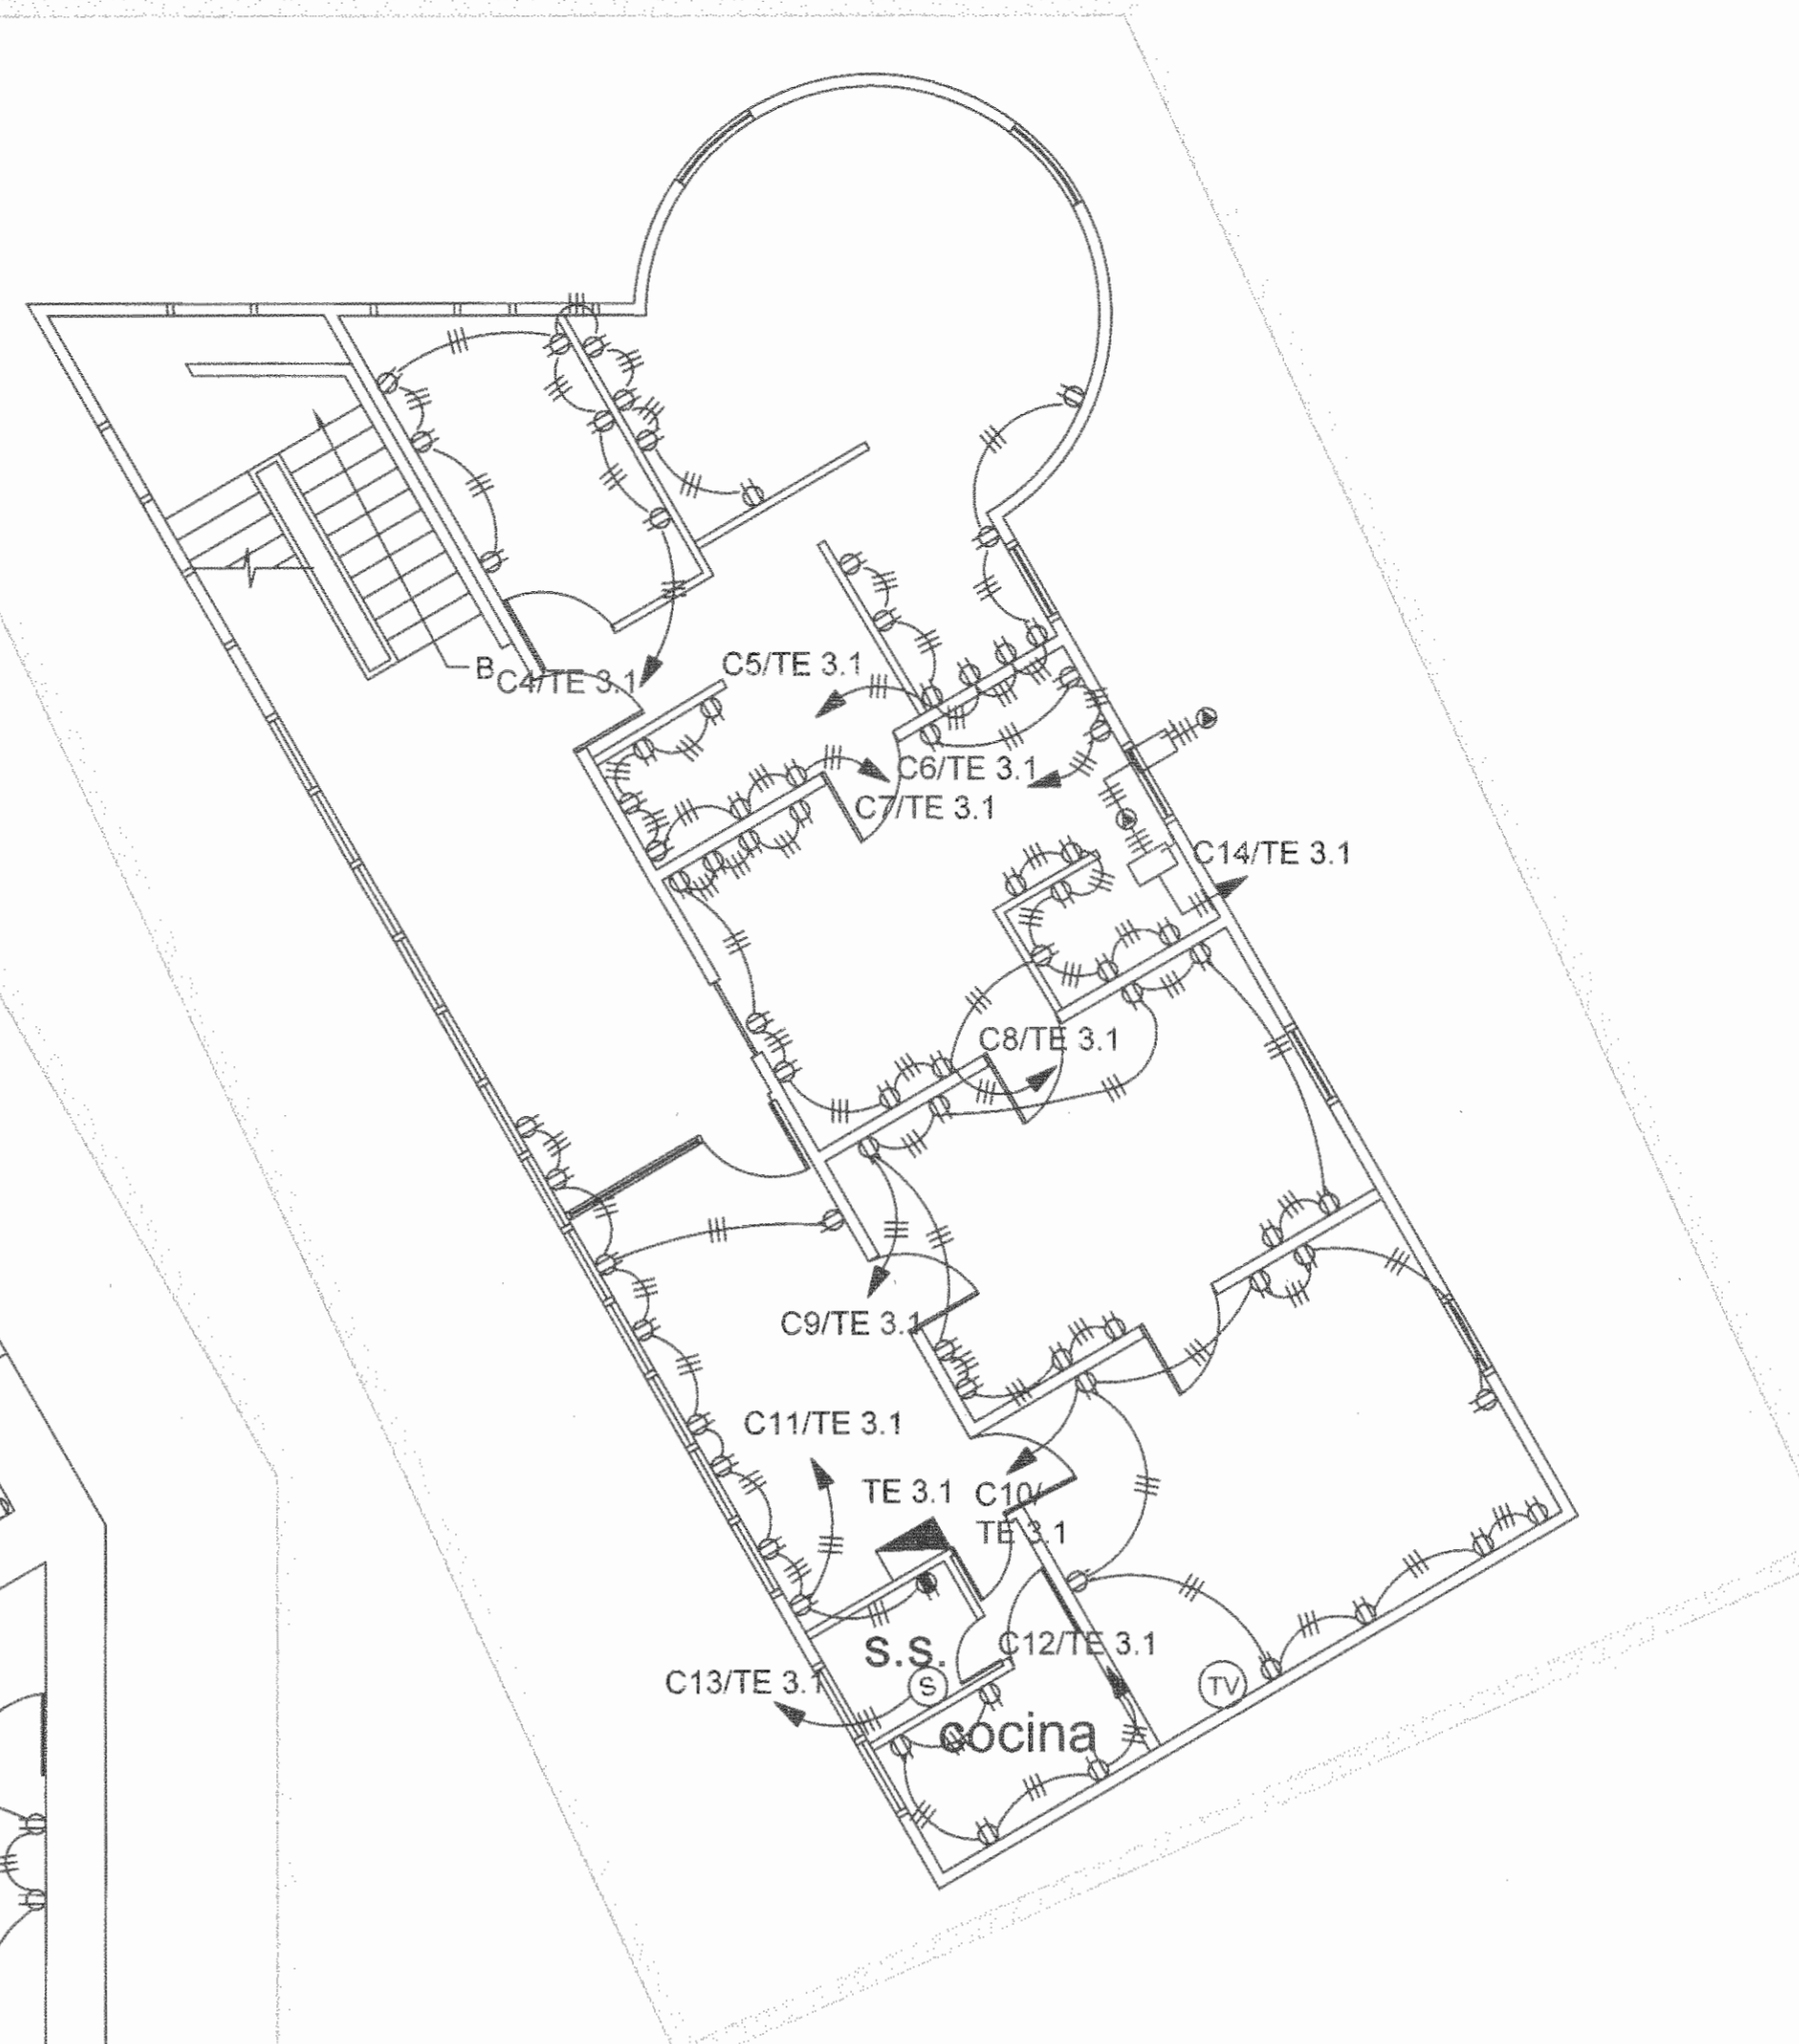 C5/TE 3.1
B
C4/TE 3.1
C6/TE 3.1
C7/TE 3.1
C14/TE 3.1
C8/TE 3.1
C9/TE 3.1
C11/TE 3.1
TE 3.1
C10/
TE 3.1
S.S.
C12/TE 3.1
C13/TE 3.1
S
TV
cocina